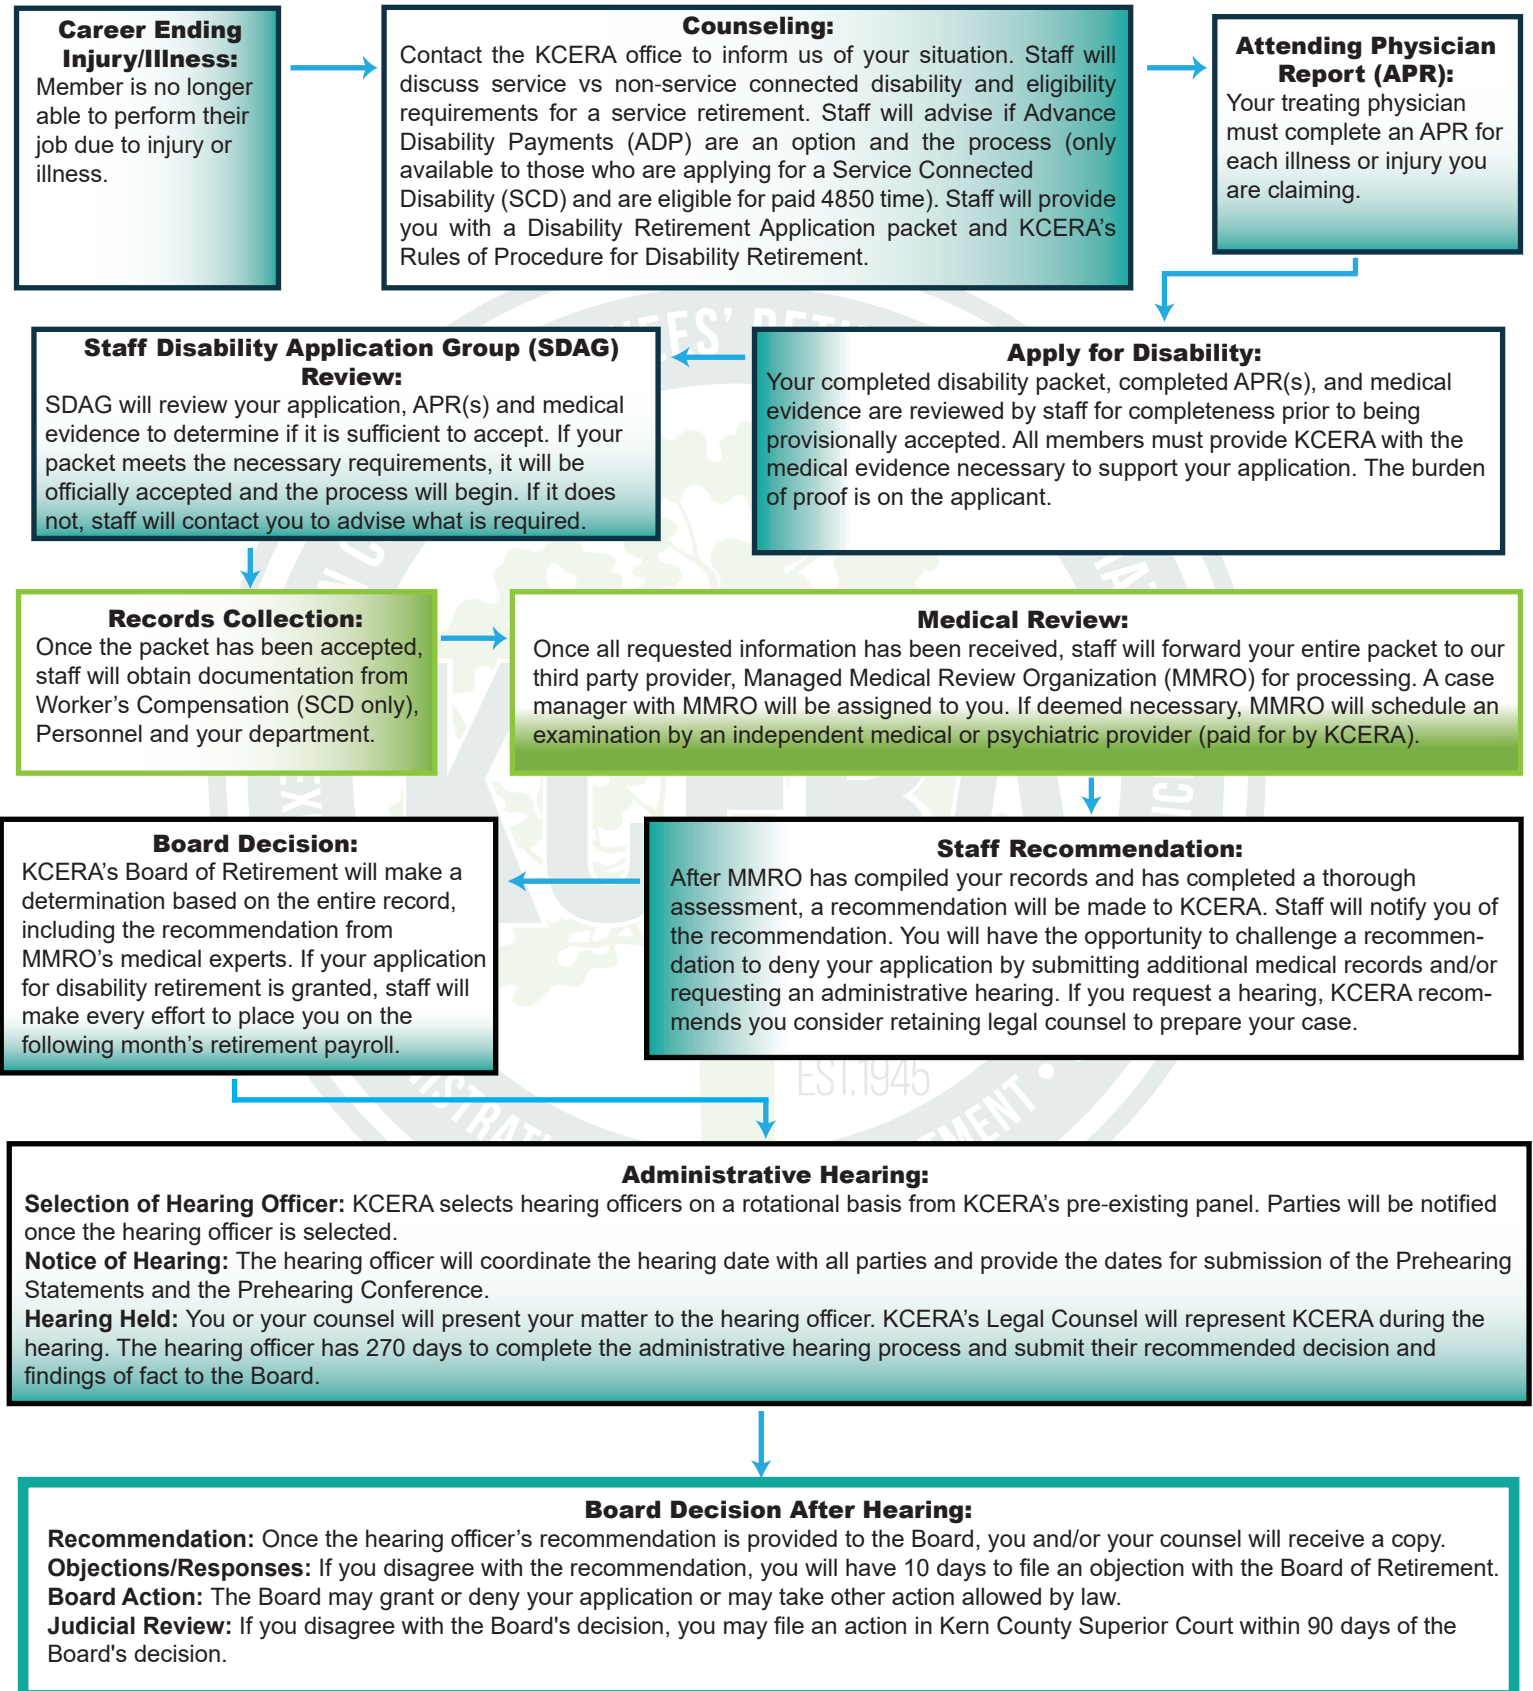 Career Ending
Injury/Illness:
Member is no longer
able to perform their
job due to injury or
illness.
Counseling:
Contact the KCERA office to inform us of your situation. Staff will
discuss service vs non-service connected disability and eligibility
requirements for a service retirement. Staff will advise if Advance
Disability Payments (ADP) are an option and the process (only
available to those who are applying for a Service Connected
Disability (SCD) and are eligible for paid 4850 time). Staff will provide
you with a Disability Retirement Application packet and KCERA's
Rules of Procedure for Disability Retirement.
Attending Physician
Report (APR):
Your treating physician
must complete an APR for
each illness or injury you
are claiming.
Staff Disability Application Group (SDAG)
Review:
SDAG will review your application, APR(s) and medical
evidence to determine if it is sufficient to accept. If your
packet meets the necessary requirements, it will be
officially accepted and the process will begin. If it does
not, staff will contact you to advise what is required.
Apply for Disability:
Your completed disability packet, completed APR(s), and medical
evidence are reviewed by staff for completeness prior to being
provisionally accepted. All members must provide KCERA with the
medical evidence necessary to support your application. The burden
of proof is on the applicant.
Records Collection:
Once the packet has been accepted,
staff will obtain documentation from
Worker's Compensation (SCD only),
Personnel and your department.
Medical Review:
Once all requested information has been received, staff will forward your entire packet to our
third party provider, Managed Medical Review Organization (MMRO) for processing. A case
manager with MMRO will be assigned to you. If deemed necessary, MMRO will schedule an
examination by an independent medical or psychiatric provider (paid for by KCERA).
Board Decision:
KCERA's Board of Retirement will make a
determination based on the entire record,
including the recommendation from
MMRO's medical experts. If your application
for disability retirement is granted, staff will
make every effort to place you on the
following month's retirement payroll.
Staff Recommendation:
After MMRO has compiled your records and has completed a thorough
assessment, a recommendation will be made to KCERA. Staff will notify you of
the recommendation. You will have the opportunity to challenge a recommen-
dation to deny your application by submitting additional medical records and/or
requesting an administrative hearing. If you request a hearing, KCERA recom-
mends you consider retaining legal counsel to prepare your case.
EST.1945
Administrative Hearing:
Selection of Hearing Officer: KCERA selects hearing officers on a rotational basis from KCERA's pre-existing panel. Parties will be notified
once the hearing officer is selected.
Notice of Hearing: The hearing officer will coordinate the hearing date with all parties and provide the dates for submission of the Prehearing
Statements and the Prehearing Conference.
Hearing Held: You or your counsel will present your matter to the hearing officer. KCERA's Legal Counsel will represent KCERA during the
hearing. The hearing officer has 270 days to complete the administrative hearing process and submit their recommended decision and
findings of fact to the Board.
Board Decision After Hearing:
Recommendation: Once the hearing officer's recommendation is provided to the Board, you and/or your counsel will receive a copy.
Objections/Responses: If you disagree with the recommendation, you will have 10 days to file an objection with the Board of Retirement.
Board Action: The Board may grant or deny your application or may take other action allowed by law.
Judicial Review: If you disagree with the Board's decision, you may file an action in Kern County Superior Court within 90 days of the
Board's decision.